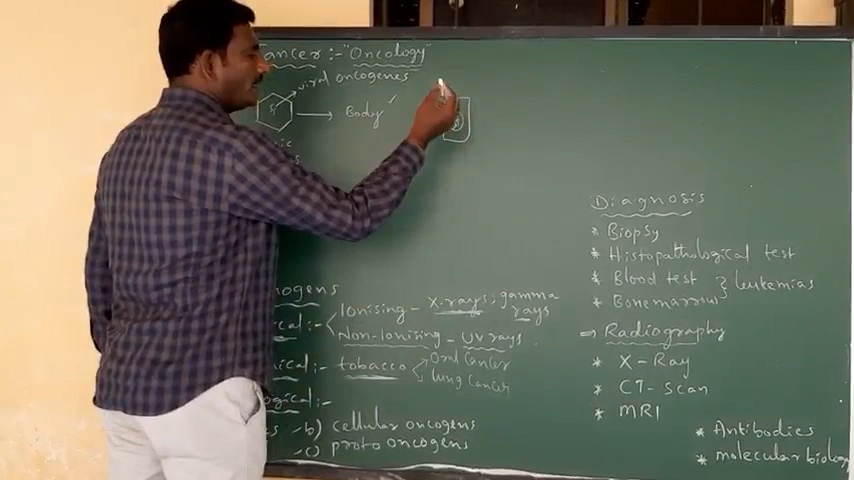 ancer :- "Oncology"
viral oncogenes
Body ✓
Diagnosis
* Biopsy
* Histopathological test
* Blood test } leukemias
* Bonemarrow
⇒ Radiography
* X-Ray
* CT-Scan
* MRI
* Antibodies
* molecular biology
nogens
ical :- Ionising - X-rays, gamma rays
Non-Ionising - UV rays
ical :- tobacco Oral Cancer
Lung Cancer
ogical :-
b) cellular oncogens
c) proto oncogens